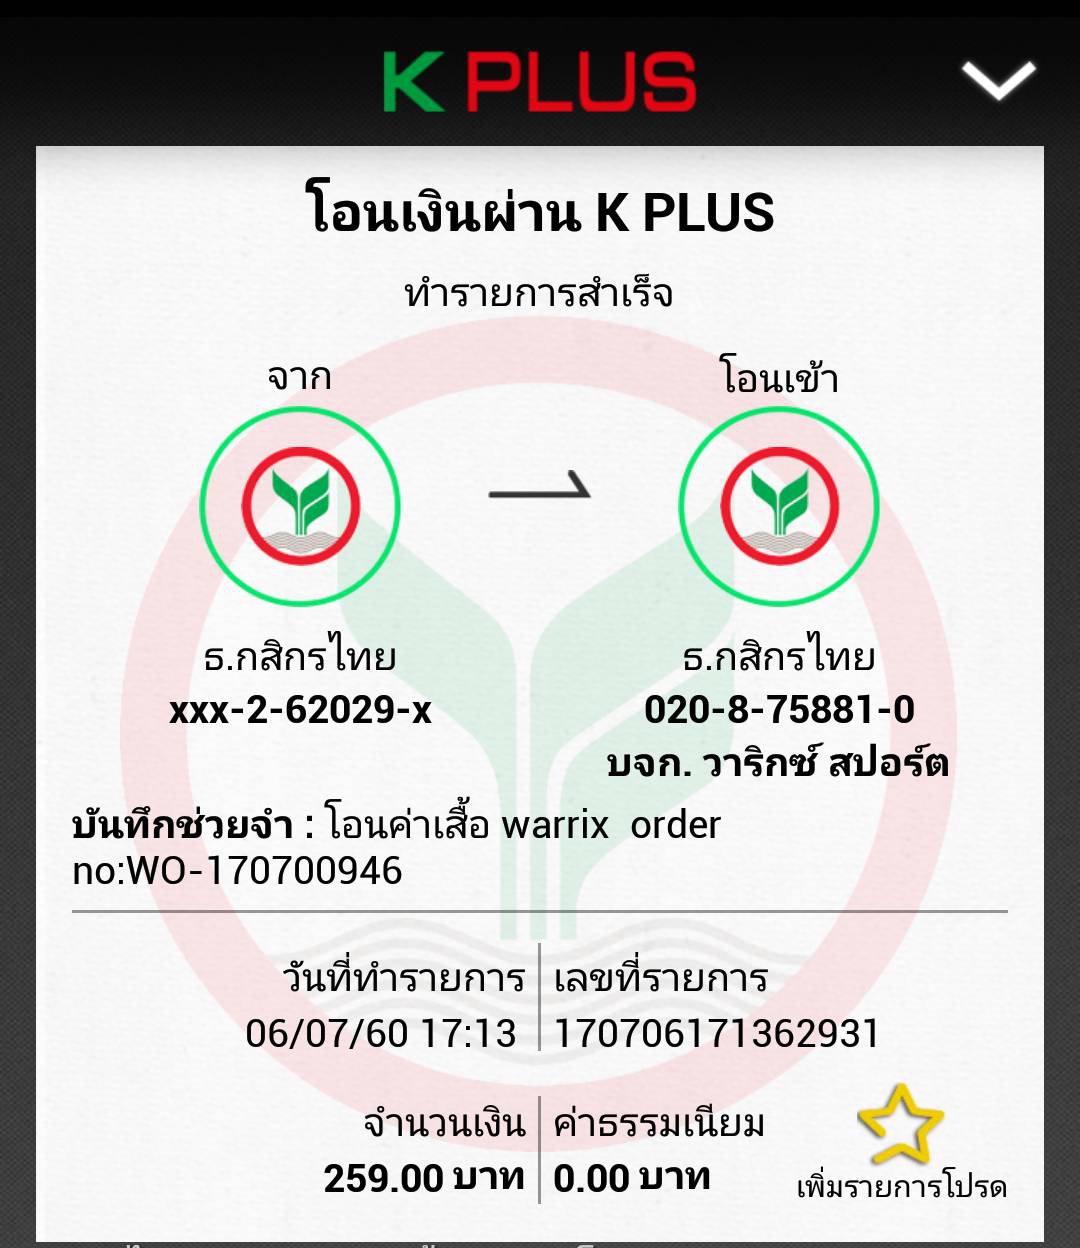 K PLUS
โอนเงินผ่าน K PLUS
ทำรายการสำเร็จ
จาก
โอนเข้า
ธ.กสิกรไทย
ธ.กสิกรไทย
xxx-2-62029-x
020-8-75881-0
บจก. วาริกซ์ สปอร์ต
บันทึกช่วยจำ : โอนค่าเสื้อ warrix order
no:WO-170700946
วันที่ทำรายการ
เลขที่รายการ
06/07/60 17:13
170706171362931
จำนวนเงิน
ค่าธรรมเนียม
259.00 บาท
0.00 บาท
เพิ่มรายการโปรด